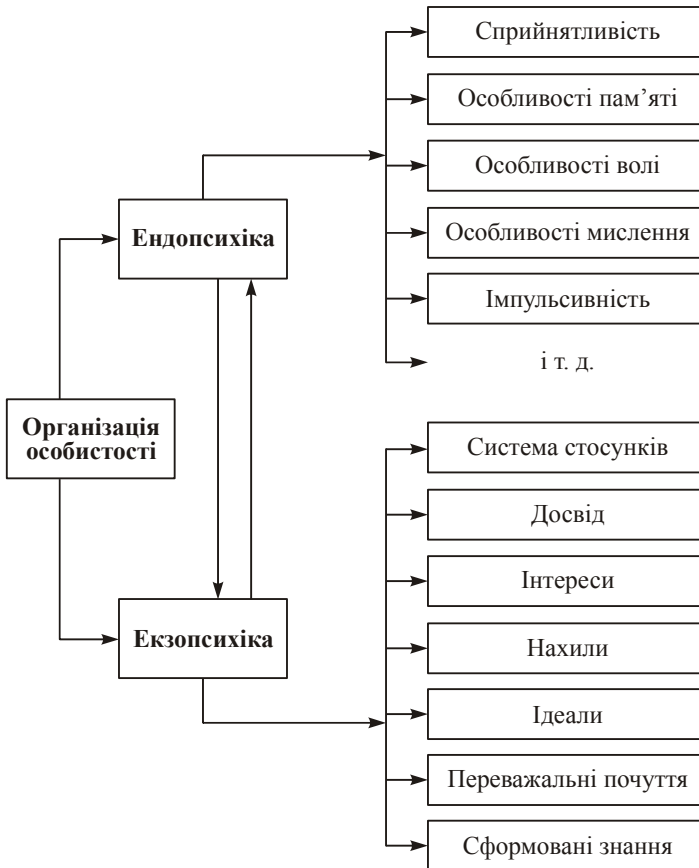 Сприйнятливість
Особливості пам’яті
Особливості волі
Ендопсихіка
Особливості мислення
Імпульсивність
і т. д.
Організація
особистості
Система стосунків
Досвід
Інтереси
Екзопсихіка
Нахили
Ідеали
Переважальні почуття
Сформовані знання